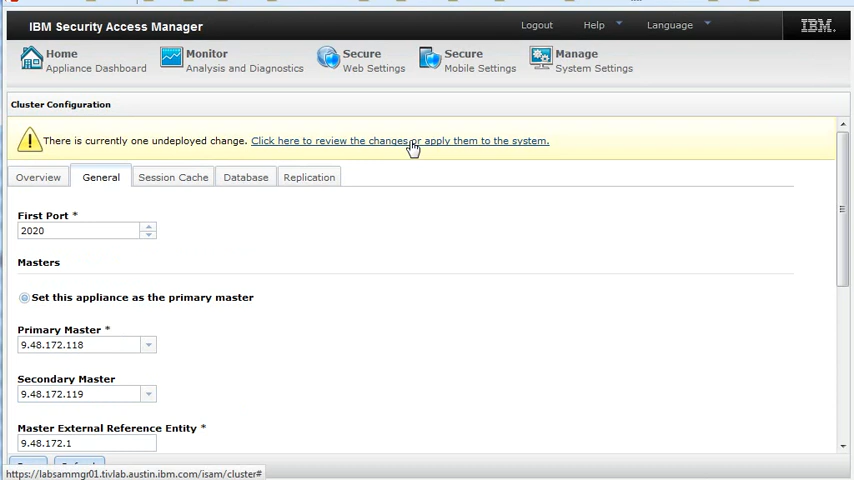 IBM Security Access Manager
Logout Help Language IBM.
Home Monitor Secure Secure Manage
Appliance Dashboard Analysis and Diagnostics Web Settings Mobile Settings System Settings
Cluster Configuration
There is currently one undeployed change. Click here to review the changes or apply them to the system.
Overview General Session Cache Database Replication
First Port *
2020
Masters
Set this appliance as the primary master
Primary Master *
9.48.172.118
Secondary Master
9.48.172.119
Master External Reference Entity *
9.48.172.1
https://labsammgr01.tivlab.austin.ibm.com/isam/cluster#